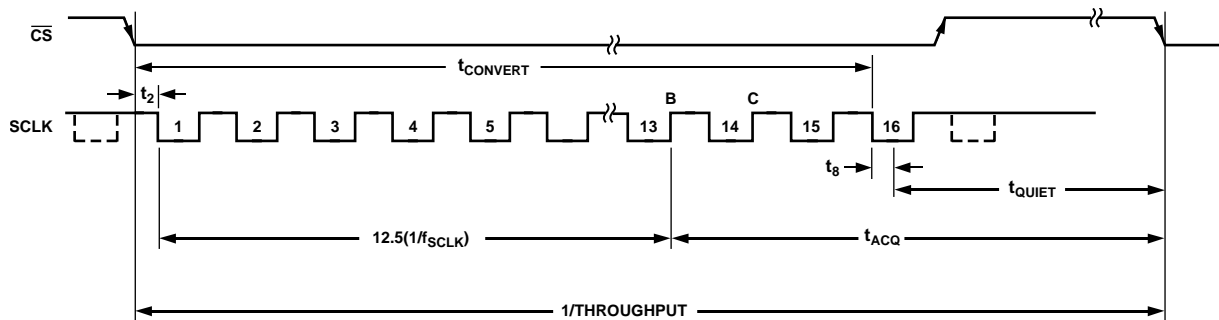 CS
tCONVERT
t2
B
C
SCLK
1
2
3
4
5
13
14
15
16
t8
tQUIET
12.5(1/fSCLK)
tACQ
1/THROUGHPUT